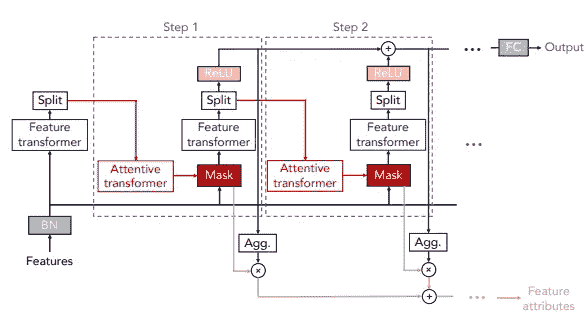 Step 1
Step 2
FC
Output
ReLU
ReLU
Split
Split
Split
Feature
transformer
Feature
transformer
Feature
transformer
Attentive
transformer
Mask
Attentive
transformer
Mask
BN
Features
Agg.
Agg.
Feature
attributes